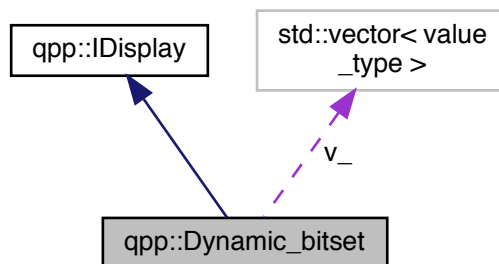 qpp::IDisplay
std::vector< value
_type >
v_
qpp::Dynamic_bitset